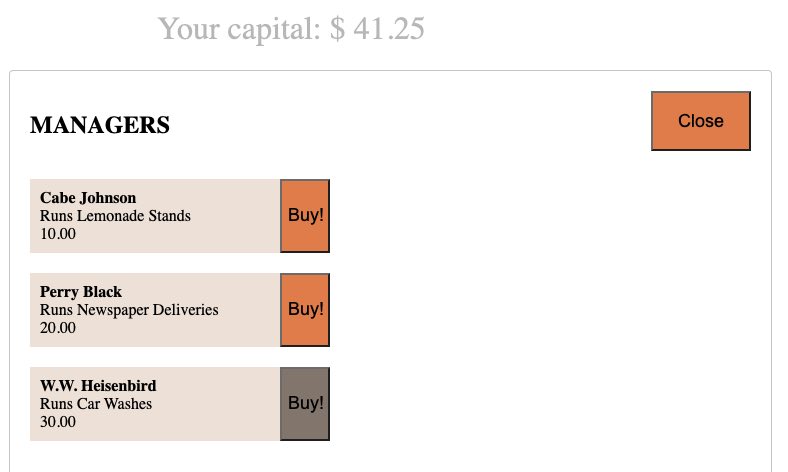 Your capital: $ 41.25
MANAGERS
Close
Cabe Johnson
Runs Lemonade Stands
10.00
Buy!
Perry Black
Runs Newspaper Deliveries
20.00
Buy!
W.W. Heisenbird
Runs Car Washes
30.00
Buy!